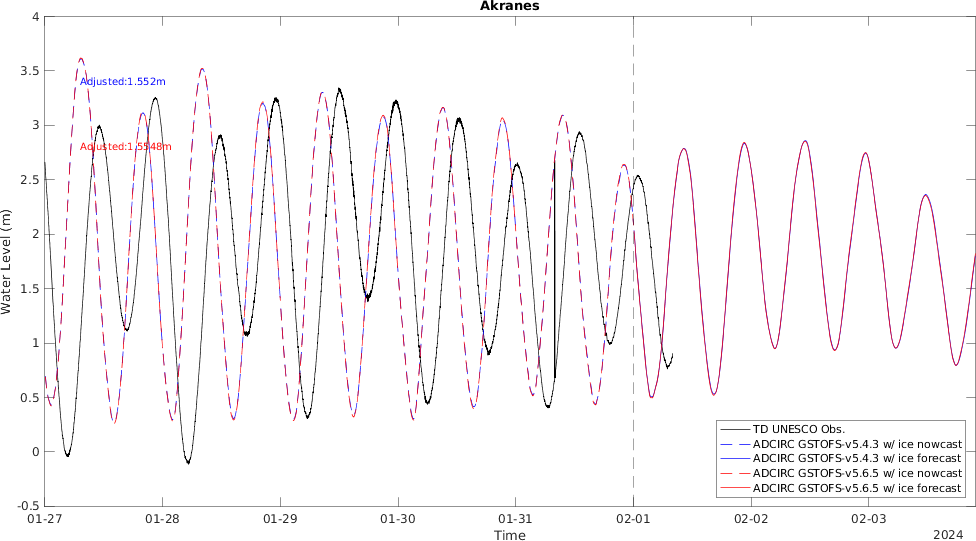 Akranes
4
3.5
3
2.5
2
1.5
1
0.5
0
-0.5
Water Level (m)
Adjusted:1.552m
Adjusted:1.5548m
TD UNESCO Obs.
ADCIRC GSTOFS-v5.4.3 w/ ice nowcast
ADCIRC GSTOFS-v5.4.3 w/ ice forecast
ADCIRC GSTOFS-v5.6.5 w/ ice nowcast
ADCIRC GSTOFS-v5.6.5 w/ ice forecast
01-27 01-28 01-29 01-30 01-31 02-01 02-02 02-03
Time
2024